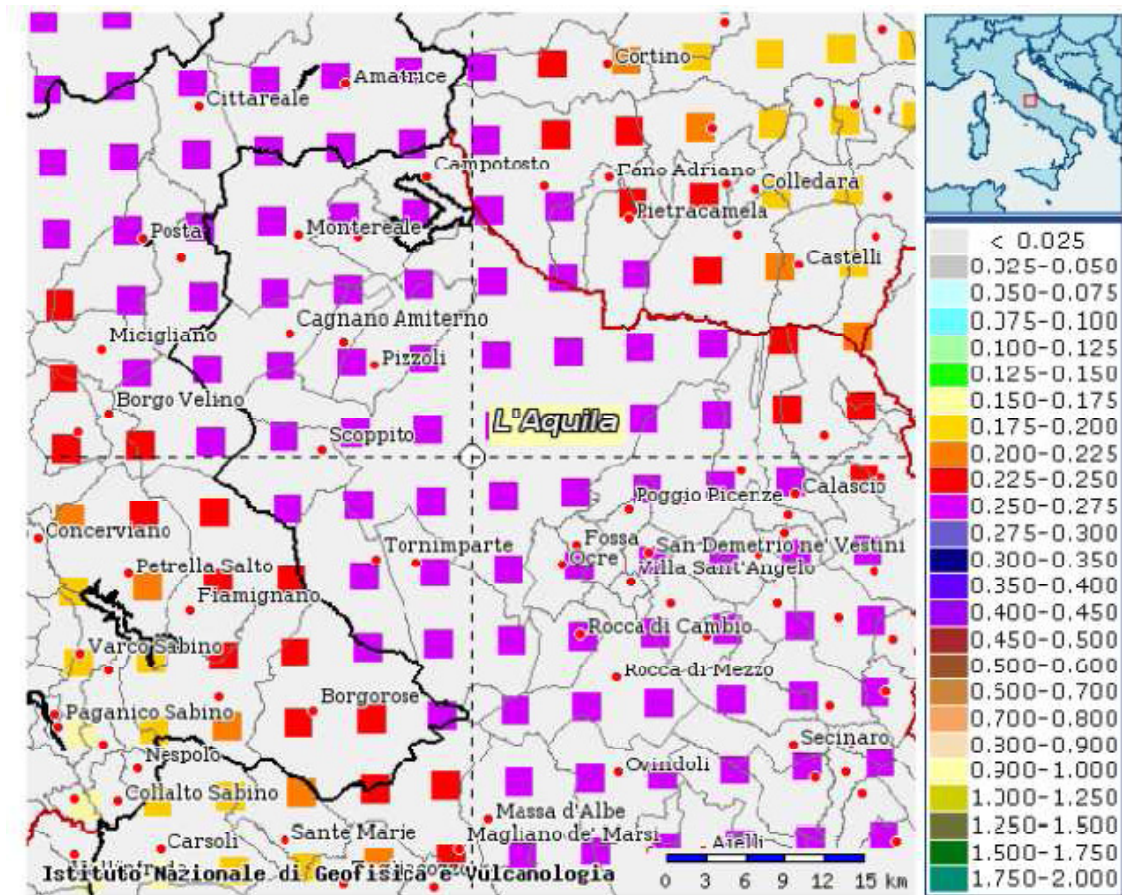 Cortino
Amatrice
Cittareale
Campotosto
Fano Adriano
Colledara
Pietracamela
Montereale
Posta
Castelli
Cagnano Amiterno
Micigliano
Pizzoli
Borgo Velino
L'Aquila
Scoppito
Poggio Picenze
Calascio
Concerviano
Fossa
Tornimparte
San Demetrio ne' Vestini
Ocre
Petrella Salto
Villa Sant'Angelo
Fiamignano
Rocca di Cambio
Varco Sabino
Rocca di Mezzo
Borgorose
Paganico Sabino
Secinaro
Nespolo
Ovindoli
Collalto Sabino
Massa d'Albe
Sante Marie
Magliano de' Marsi
Carsoli
Aielli
Istituto Nazionale di Geofisica e Vulcanologia
0 3 6 9 12 15 km
< 0.025
0.025-0.050
0.050-0.075
0.075-0.100
0.100-0.125
0.125-0.150
0.150-0.175
0.175-0.200
0.200-0.225
0.225-0.250
0.250-0.275
0.275-0.300
0.300-0.350
0.350-0.400
0.400-0.450
0.450-0.500
0.500-0.600
0.500-0.700
0.700-0.800
0.300-0.900
0.900-1.000
1.000-1.250
1.250-1.500
1.500-1.750
1.750-2.000